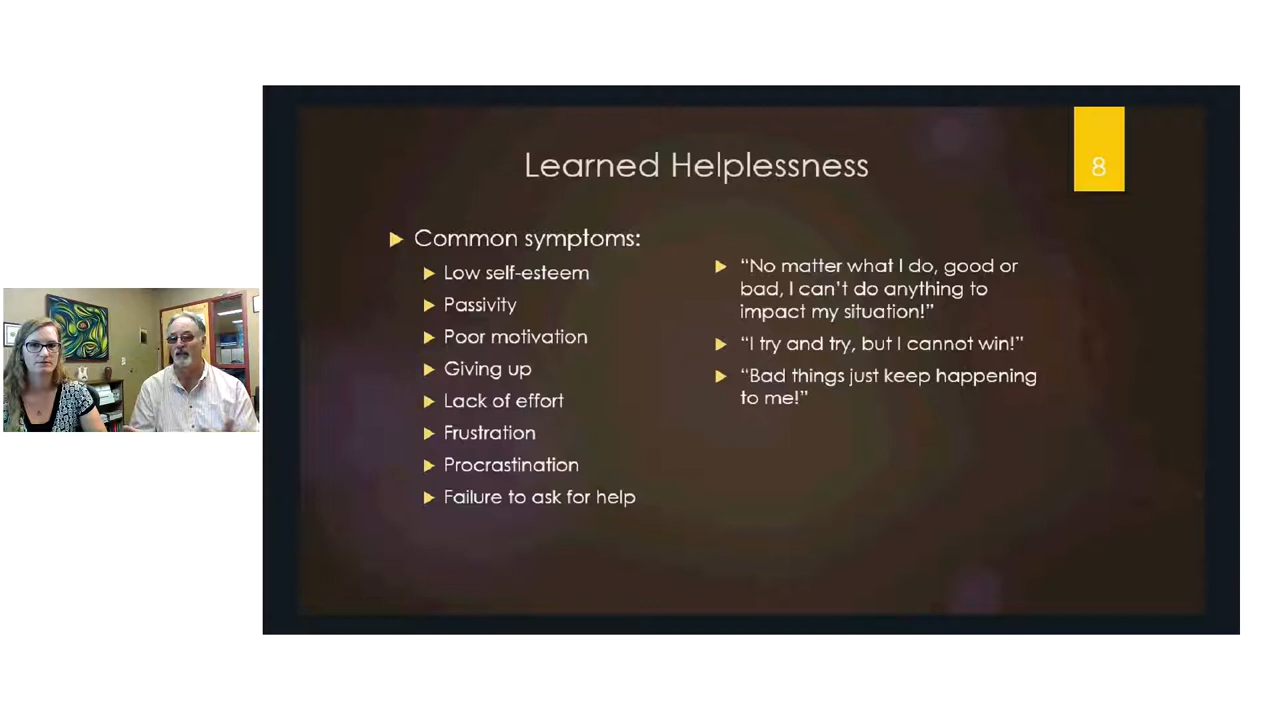 Learned Helplessness
8
Common symptoms:
Low self-esteem
Passivity
Poor motivation
Giving up
Lack of effort
Frustration
Procrastination
Failure to ask for help
“No matter what I do, good or
bad, I can’t do anything to
impact my situation!”
“I try and try, but I cannot win!”
“Bad things just keep happening
to me!”